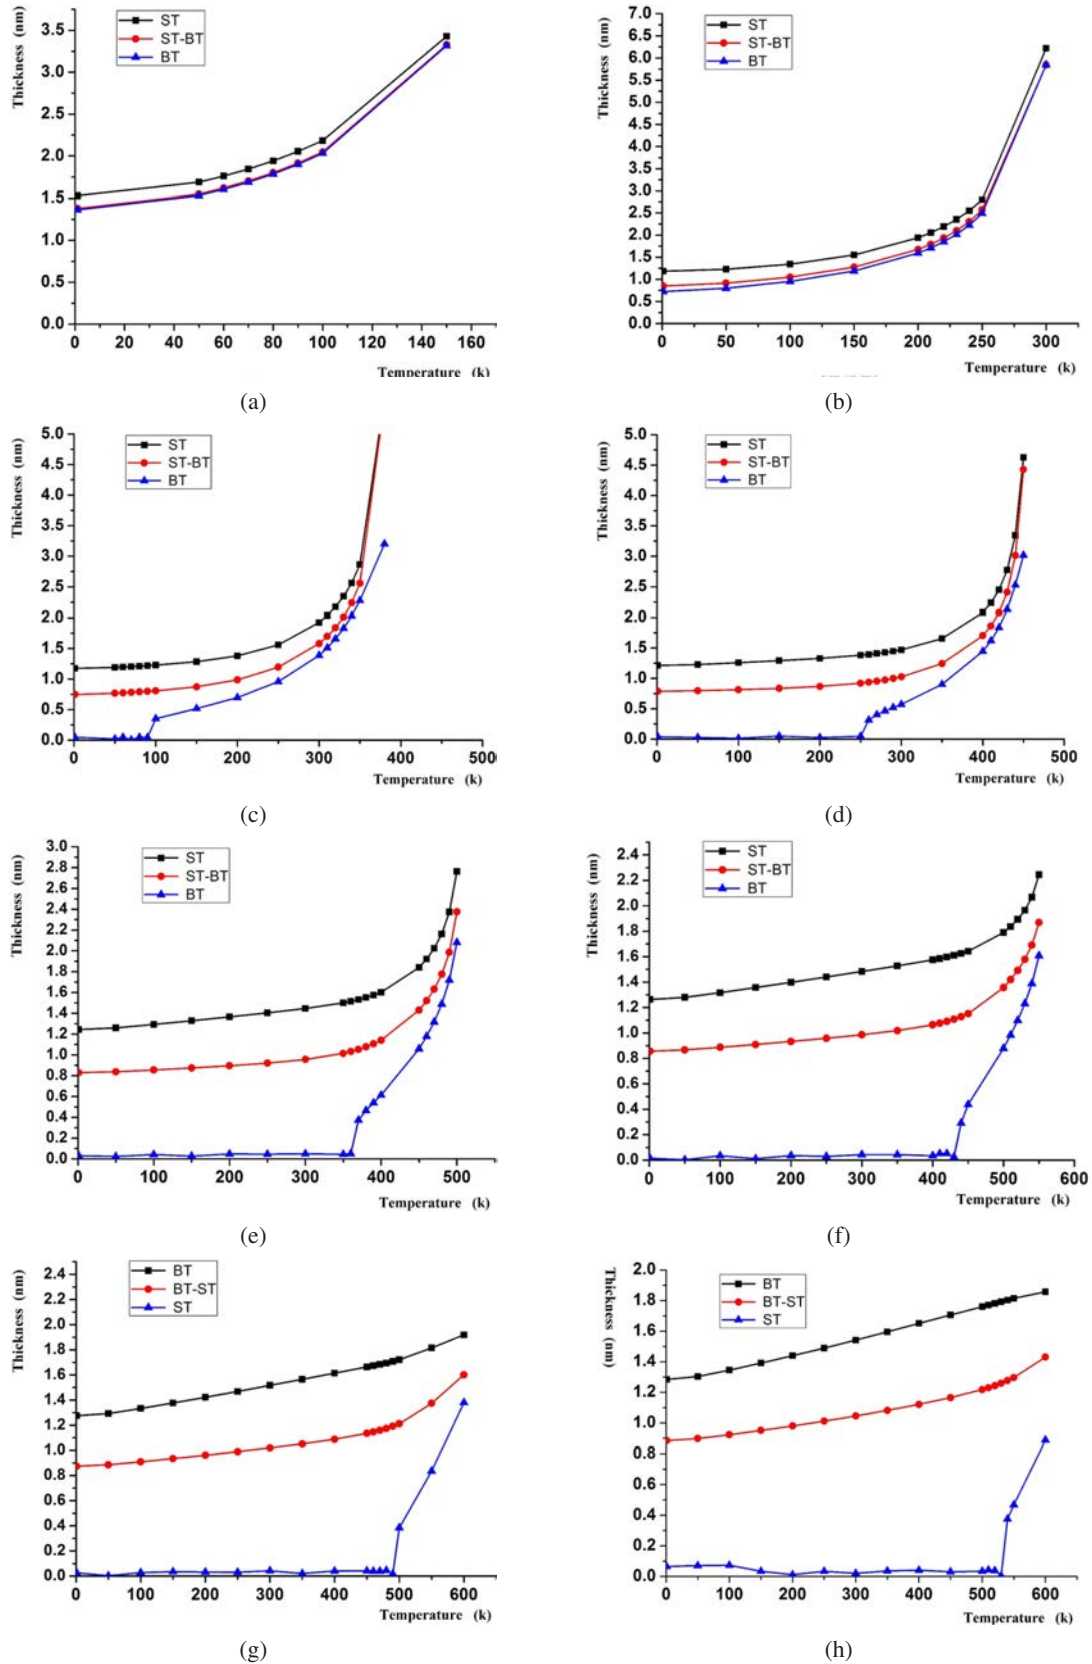 Thickness (nm)
ST
ST-BT
BT
3.5
3.0
2.5
2.0
1.5
1.0
0.5
0.0
0 20 40 60 80 100 120 140 160
Temperature (k)
(a)
Thickness (nm)
ST
ST-BT
BT
7.0
6.5
6.0
5.5
5.0
4.5
4.0
3.5
3.0
2.5
2.0
1.5
1.0
0.5
0.0
0 50 100 150 200 250 300
Temperature (k)
(b)
Thickness (nm)
ST
ST-BT
BT
5.0
4.5
4.0
3.5
3.0
2.5
2.0
1.5
1.0
0.5
0.0
0 100 200 300 400 500
Temperature (k)
(c)
Thickness (nm)
ST
ST-BT
BT
5.0
4.5
4.0
3.5
3.0
2.5
2.0
1.5
1.0
0.5
0.0
0 100 200 300 400 500
Temperature (k)
(d)
Thickness (nm)
ST
ST-BT
BT
3.0
2.8
2.6
2.4
2.2
2.0
1.8
1.6
1.4
1.2
1.0
0.8
0.6
0.4
0.2
0.0
0 100 200 300 400 500
Temperature (k)
(e)
Thickness (nm)
ST
ST-BT
BT
2.4
2.2
2.0
1.8
1.6
1.4
1.2
1.0
0.8
0.6
0.4
0.2
0.0
0 100 200 300 400 500 600
Temperature (k)
(f)
Thickness (nm)
BT
BT-ST
ST
2.4
2.2
2.0
1.8
1.6
1.4
1.2
1.0
0.8
0.6
0.4
0.2
0.0
0 100 200 300 400 500 600
Temperature (k)
(g)
Thickness (nm)
BT
BT-ST
ST
2.0
1.8
1.6
1.4
1.2
1.0
0.8
0.6
0.4
0.2
0.0
0 100 200 300 400 500 600
Temperature (k)
(h)